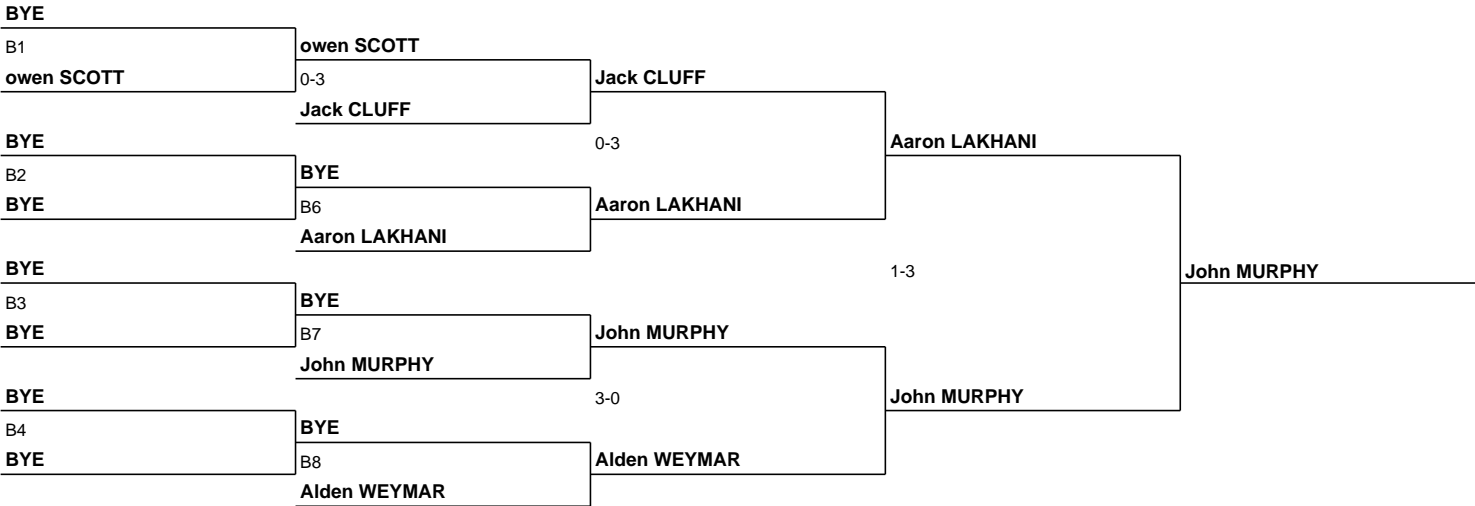 BYE
B1
owen SCOTT
owen SCOTT
0-3
Jack CLUFF
Jack CLUFF
BYE
B2
BYE
BYE
B6
Aaron LAKHANI
0-3
Aaron LAKHANI
Aaron LAKHANI
BYE
B3
BYE
BYE
B7
John MURPHY
John MURPHY
1-3
John MURPHY
BYE
B4
BYE
BYE
B8
Alden WEYMAR
3-0
Alden WEYMAR
John MURPHY